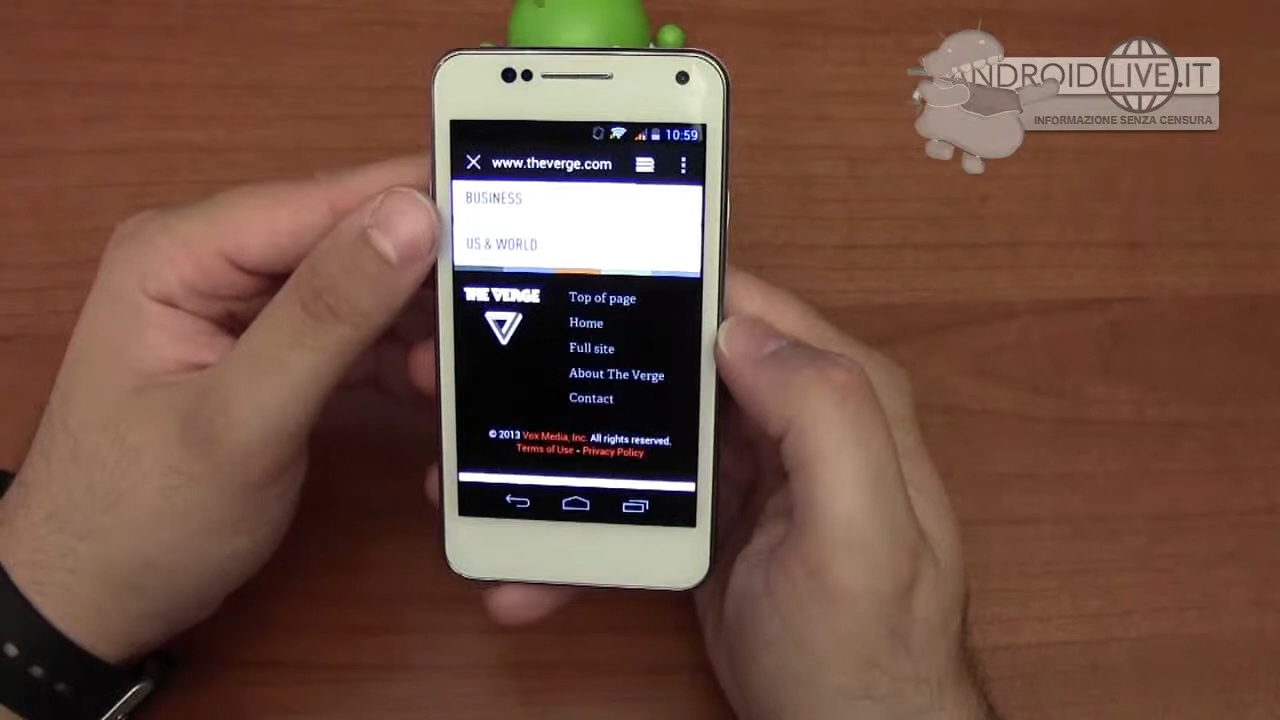 ANDROIDLIVE.IT
INFORMAZIONE SENZA CENSURA
10:59
www.theverge.com
BUSINESS
US & WORLD
THE VERGE
Top of page
Home
Full site
About The Verge
Contact
© 2013 Vox Media, Inc. All rights reserved.
Terms of Use - Privacy Policy